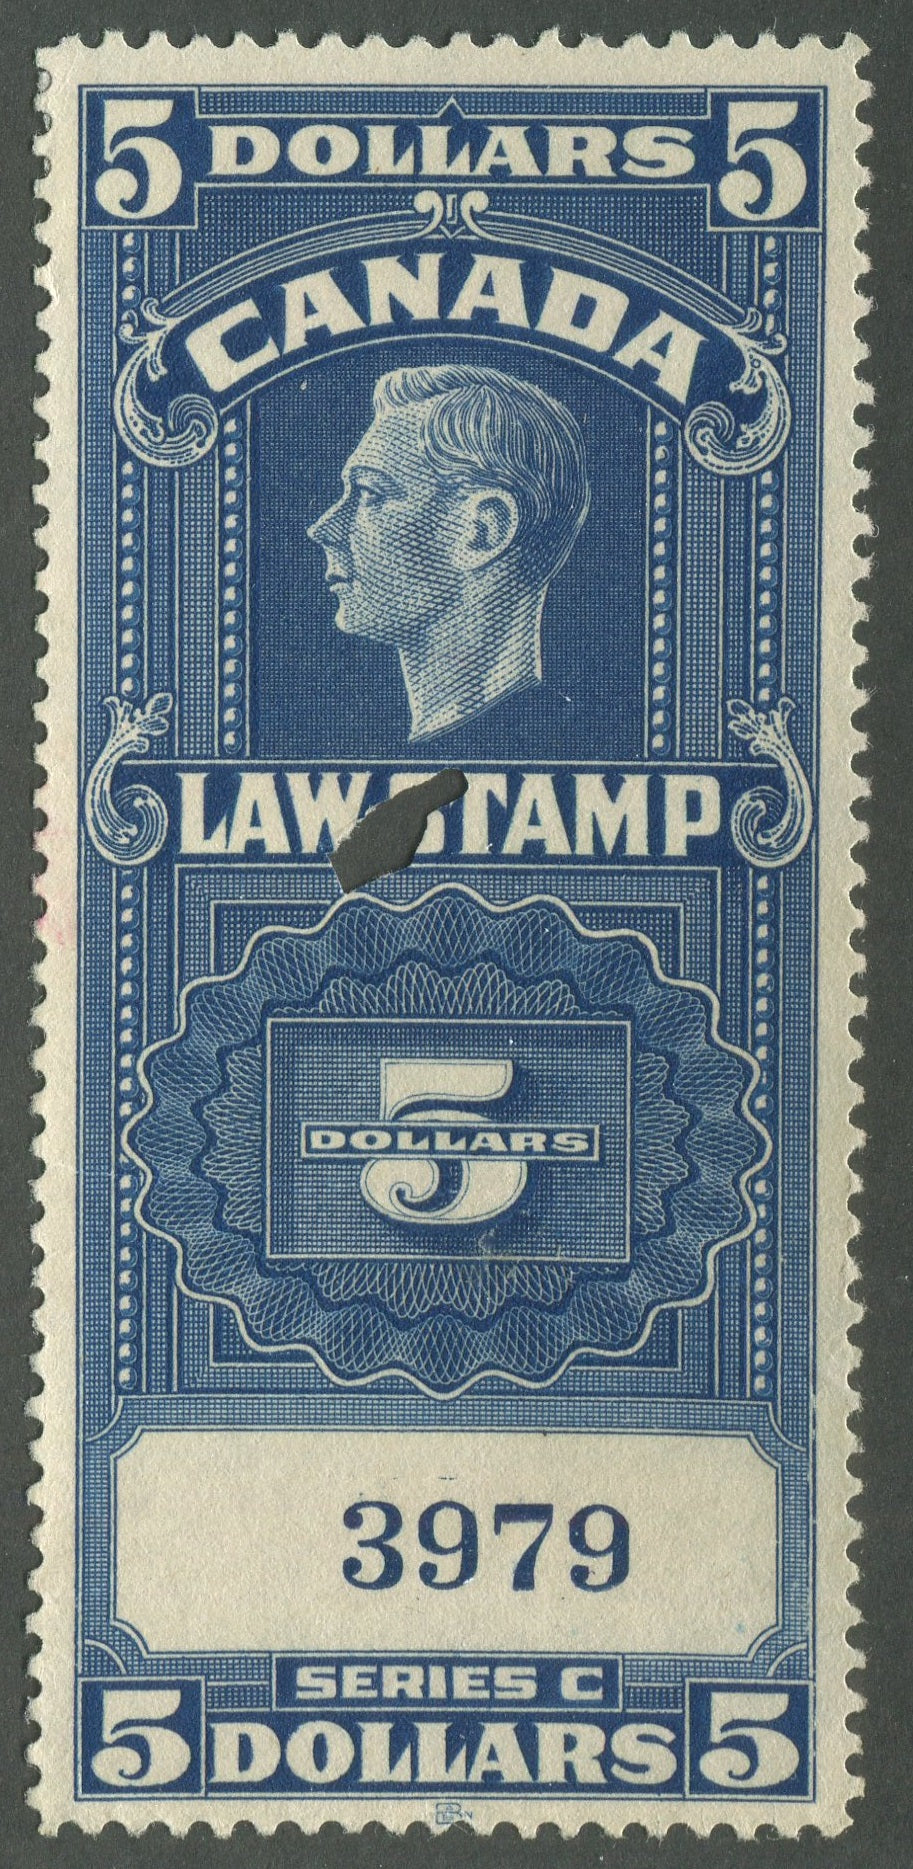 5 DOLLARS 5
CANADA
LAW STAMP
5
DOLLARS
3979
SERIES C
5 DOLLARS 5